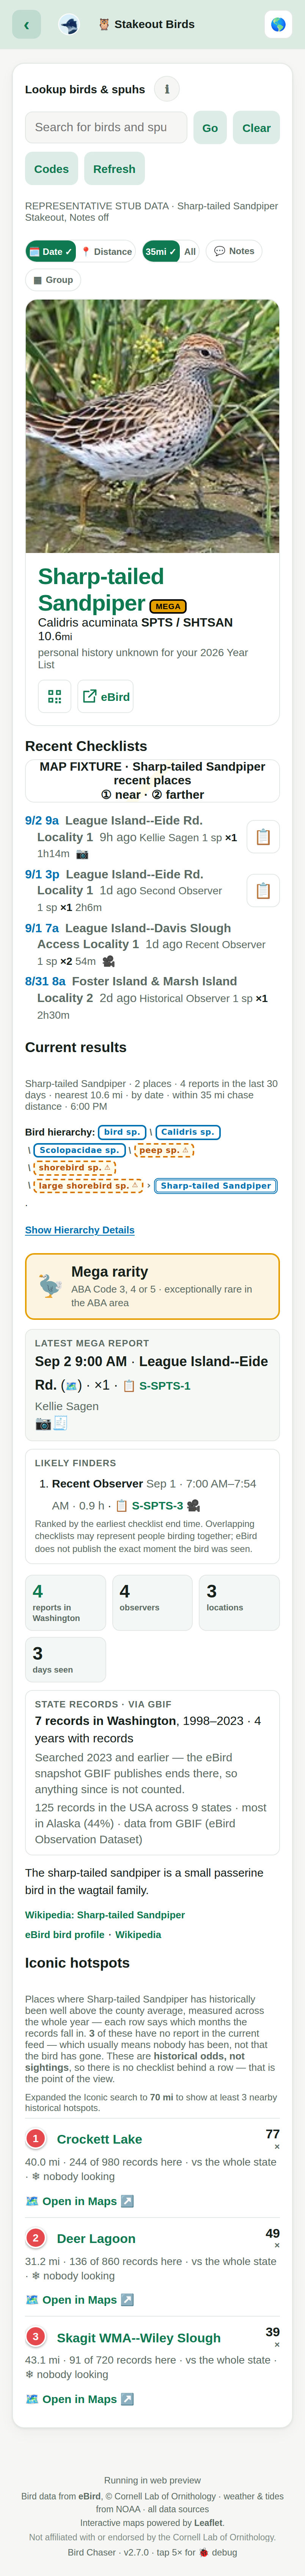 ‹ 🦉 Stakeout Birds 🌎
Lookup birds & spuhs ℹ
Search for birds and spu Go Clear
Codes Refresh
REPRESENTATIVE STUB DATA · Sharp-tailed Sandpiper
Stakeout, Notes off
🗓️ Date ✓ 📍 Distance 35mi ✓ All 💬 Notes
▦ Group
Sharp-tailed
Sandpiper MEGA
Calidris acuminata SPTS / SHTSAN
10.6mi
personal history unknown for your 2026 Year
List
eBird
Recent Checklists
MAP FIXTURE · Sharp-tailed Sandpiper
recent places
① near · ② farther
9/2 9a League Island--Eide Rd.
Locality 1 9h ago Kellie Sagen 1 sp ×1
1h14m 📷
📋
9/1 3p League Island--Eide Rd.
Locality 1 1d ago Second Observer
1 sp ×1 2h6m
📋
9/1 7a League Island--Davis Slough
Access Locality 1 1d ago Recent Observer
1 sp ×2 54m 🎥
8/31 8a Foster Island & Marsh Island
Locality 2 2d ago Historical Observer 1 sp ×1
2h30m
Current results
Sharp-tailed Sandpiper · 2 places · 4 reports in the last 30
days · nearest 10.6 mi · by date · within 35 mi chase
distance · 6:00 PM
Bird hierarchy: bird sp. \ Calidris sp.
\ Scolopacidae sp. \ peep sp. ⚠
\ shorebird sp. ⚠
\ large shorebird sp. ⚠ › Sharp-tailed Sandpiper
.
Show Hierarchy Details
🦤 Mega rarity
ABA Code 3, 4 or 5 · exceptionally rare in
the ABA area
LATEST MEGA REPORT
Sep 2 9:00 AM · League Island--Eide
Rd. (🗺️) · ×1 · 📋 S-SPTS-1
Kellie Sagen
📷🧾
LIKELY FINDERS
1. Recent Observer Sep 1 · 7:00 AM–7:54
AM · 0.9 h · 📋 S-SPTS-3 🎥
Ranked by the earliest checklist end time. Overlapping
checklists may represent people birding together; eBird
does not publish the exact moment the bird was seen.
4 4 3
reports in observers locations
Washington
3
days seen
STATE RECORDS · VIA GBIF
7 records in Washington, 1998–2023 · 4
years with records
Searched 2023 and earlier — the eBird
snapshot GBIF publishes ends there, so
anything since is not counted.
125 records in the USA across 9 states · most
in Alaska (44%) · data from GBIF (eBird
Observation Dataset)
The sharp-tailed sandpiper is a small passerine
bird in the wagtail family.
Wikipedia: Sharp-tailed Sandpiper
eBird bird profile · Wikipedia
Iconic hotspots
Places where Sharp-tailed Sandpiper has historically
been well above the county average, measured across
the whole year — each row says which months the
records fall in. 3 of these have no report in the current
feed — which usually means nobody has been, not that
the bird has gone. These are historical odds, not
sightings, so there is no checklist behind a row — that is
the point of the view.
Expanded the Iconic search to 70 mi to show at least 3 nearby
historical hotspots.
1 Crockett Lake 77
×
40.0 mi · 244 of 980 records here · vs the whole state
· ❄ nobody looking
🗺️ Open in Maps ↗
2 Deer Lagoon 49
×
31.2 mi · 136 of 860 records here · vs the whole state
· ❄ nobody looking
🗺️ Open in Maps ↗
3 Skagit WMA--Wiley Slough 39
×
43.1 mi · 91 of 720 records here · vs the whole state ·
❄ nobody looking
🗺️ Open in Maps ↗
Running in web preview
Bird data from eBird, © Cornell Lab of Ornithology · weather & tides
from NOAA · all data sources
Interactive maps powered by Leaflet.
Not affiliated with or endorsed by the Cornell Lab of Ornithology.
Bird Chaser · v2.7.0 · tap 5× for 🐞 debug